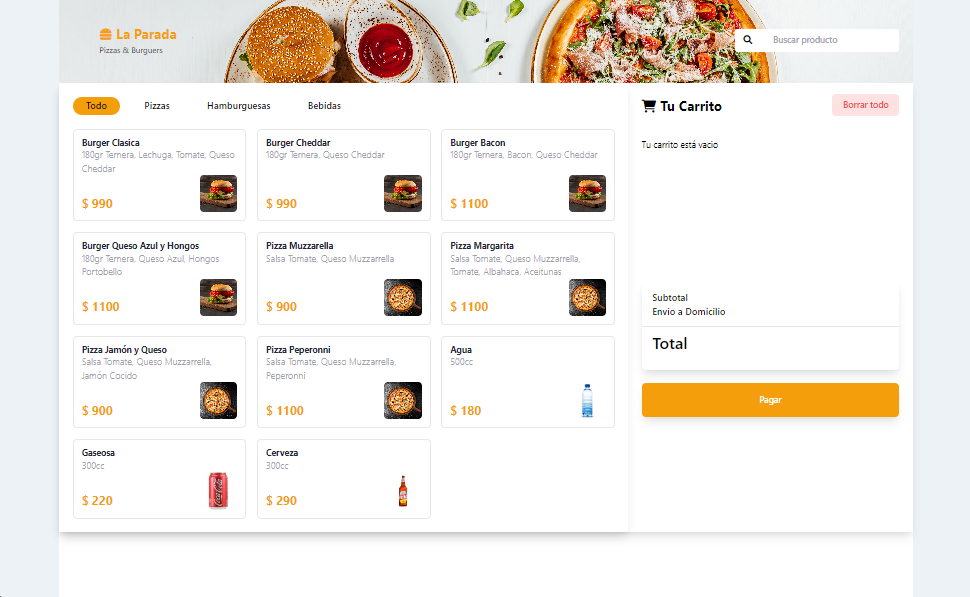 La Parada
Pizzas & Burguers
Buscar producto
Todo
Pizzas
Hamburguesas
Bebidas
Burger Clasica
180gr Ternera, Lechuga, Tomate, Queso
Cheddar
$ 990
Burger Cheddar
180gr Ternera, Queso Cheddar
$ 990
Burger Bacon
180gr Ternera, Bacon, Queso Cheddar
$ 1100
Burger Queso Azul y Hongos
180gr Ternera, Queso Azul, Hongos
Portobello
$ 1100
Pizza Muzzarella
Salsa Tomate, Queso Muzzarrella
$ 900
Pizza Margarita
Salsa Tomate, Queso Muzzarrella,
Tomate, Albahaca, Aceitunas
$ 1100
Pizza Jamón y Queso
Salsa Tomate, Queso Muzzarrella,
Jamón Cocido
$ 900
Pizza Peperonni
Salsa Tomate, Queso Muzzarrella,
Peperonni
$ 1100
Agua
500cc
$ 180
Gaseosa
300cc
$ 220
Cerveza
300cc
$ 290
Tu Carrito
Borrar todo
Tu carrito está vacio
Subtotal
Envio a Domicilio
Total
Pagar